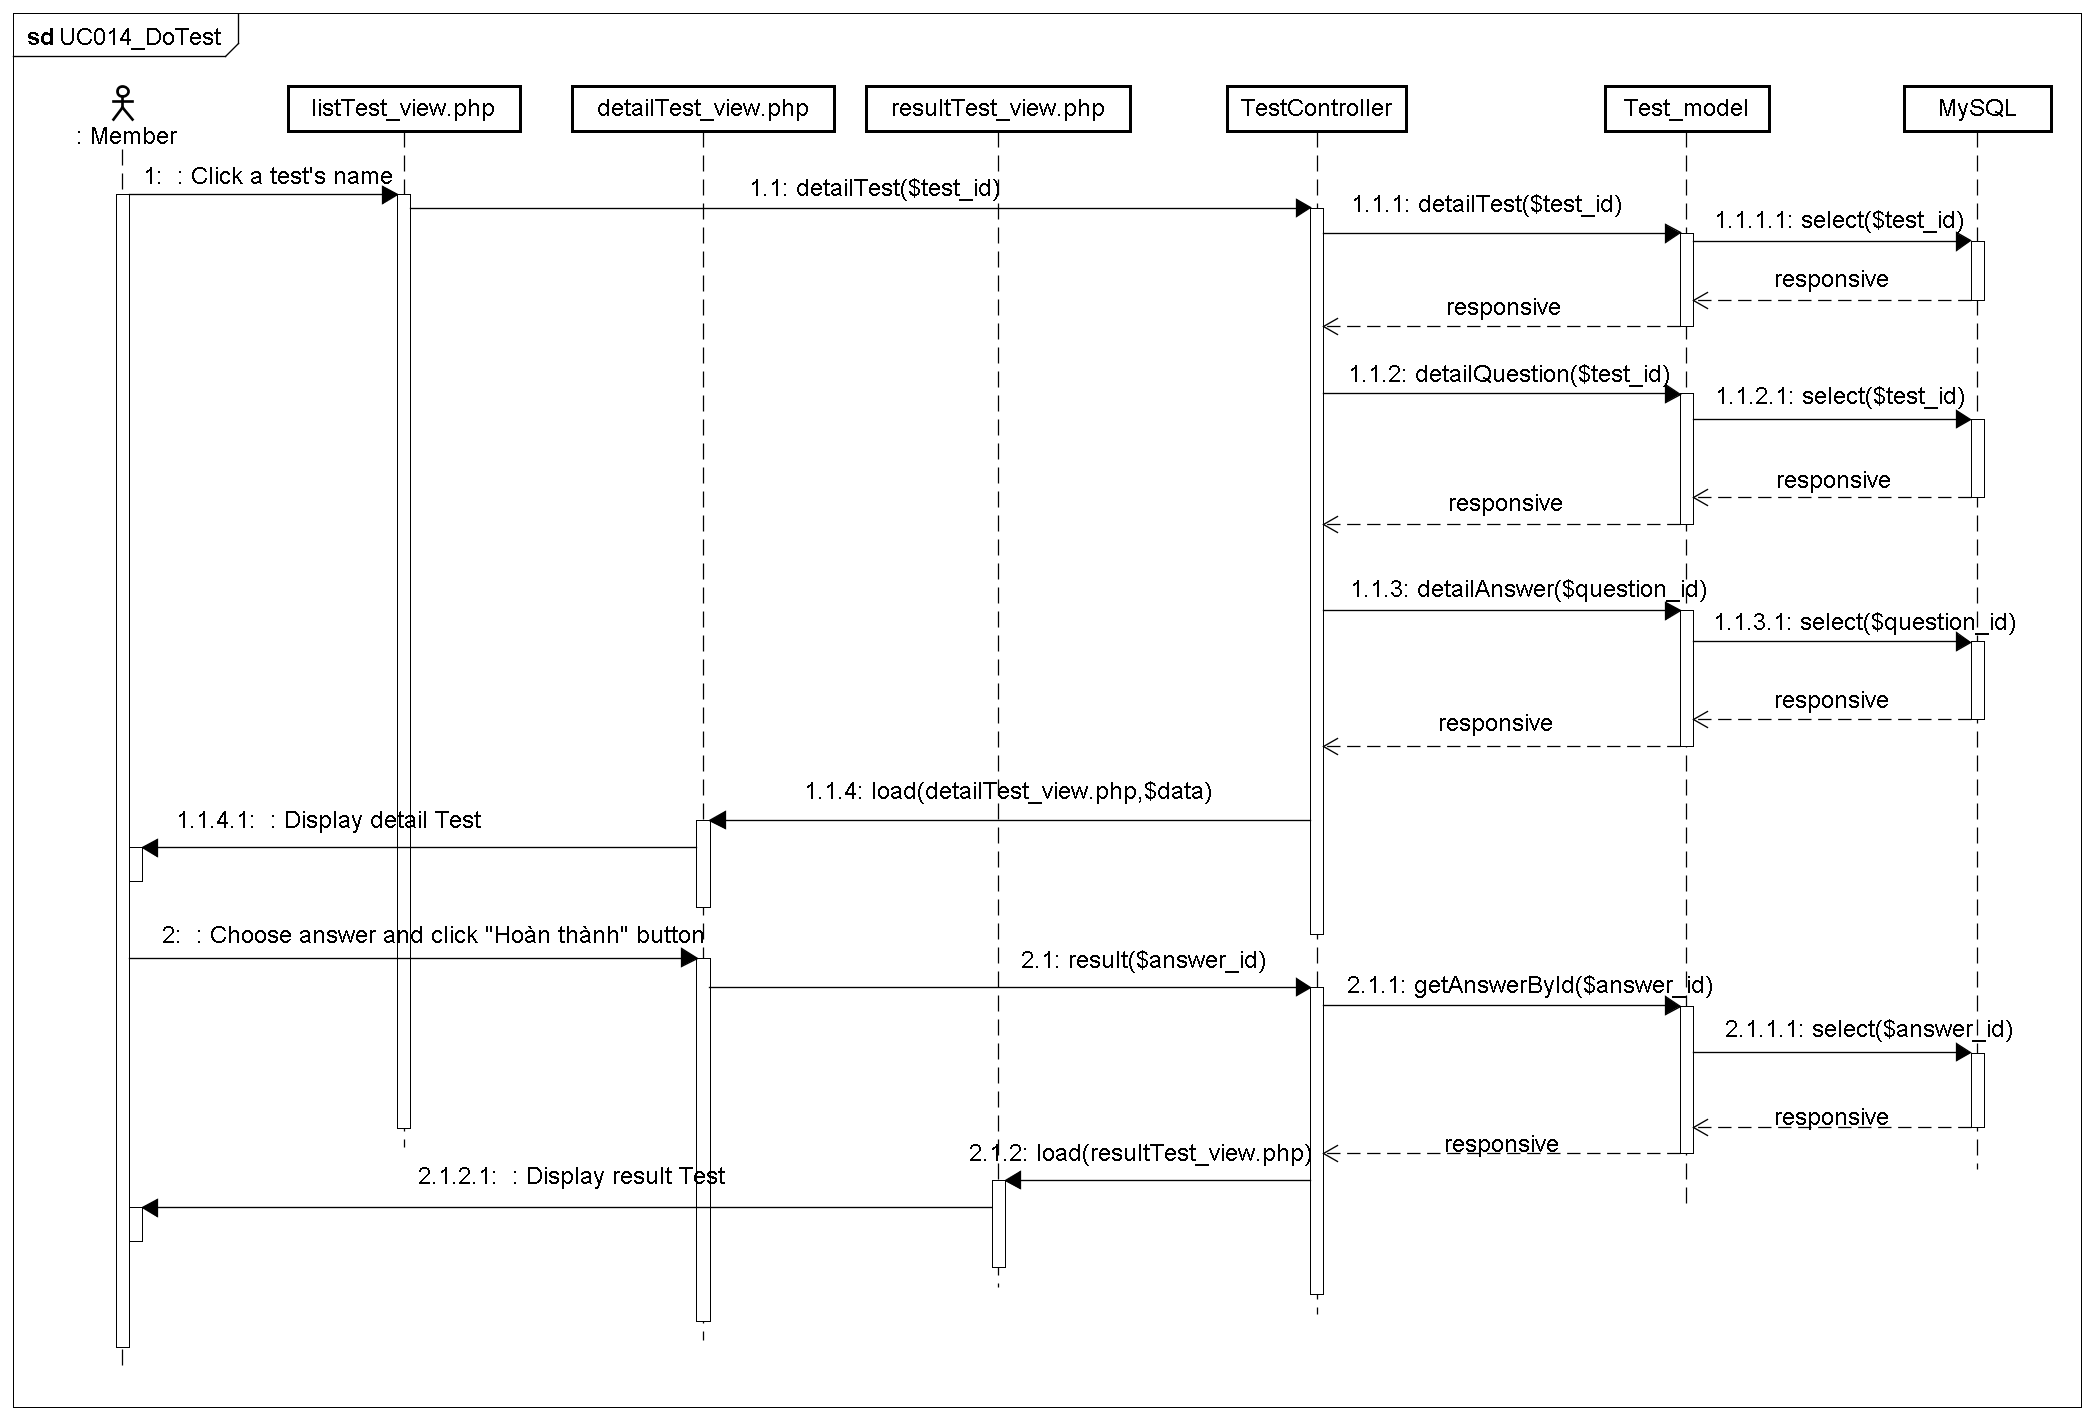 sd UC014_DoTest
: Member
listTest_view.php
detailTest_view.php
resultTest_view.php
TestController
Test_model
MySQL
1:  : Click a test's name
1.1: detailTest($test_id)
1.1.1: detailTest($test_id)
1.1.1.1: select($test_id)
responsive
responsive
1.1.2: detailQuestion($test_id)
1.1.2.1: select($test_id)
responsive
responsive
1.1.3: detailAnswer($question_id)
1.1.3.1: select($question_id)
responsive
responsive
1.1.4: load(detailTest_view.php,$data)
1.1.4.1:  : Display detail Test
2:  : Choose answer and click "Hoàn thành" button
2.1: result($answer_id)
2.1.1: getAnswerById($answer_id)
2.1.1.1: select($answer_id)
responsive
responsive
2.1.2: load(resultTest_view.php)
2.1.2.1:  : Display result Test